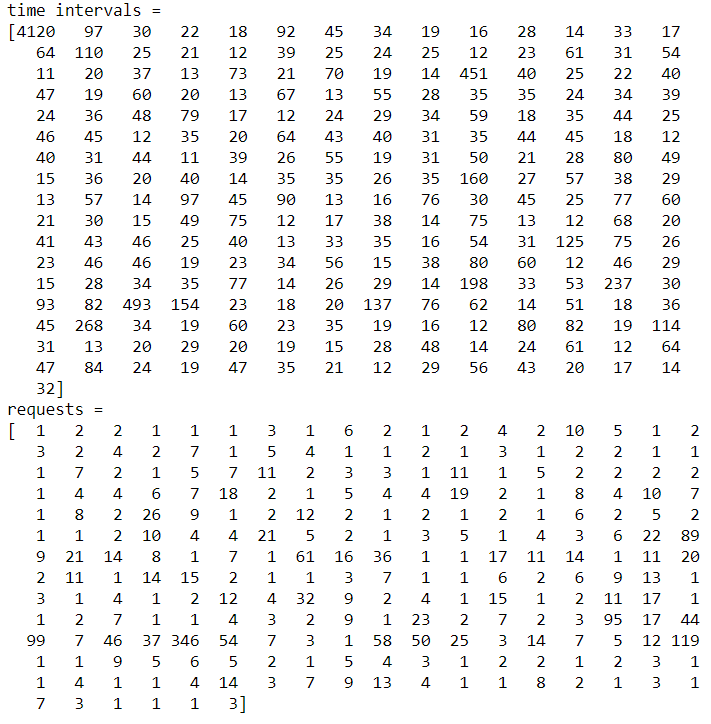 time intervals =
[4120 97 30 22 18 92 45 34 19 16 28 14 33 17
64 110 25 21 12 39 25 24 25 12 23 61 31 54
11 20 37 13 73 21 70 19 14 451 40 25 22 40
47 19 60 20 13 67 13 55 28 35 35 24 34 39
24 36 48 79 17 12 24 29 34 59 18 35 44 25
46 45 12 35 20 64 43 40 31 35 44 45 18 12
40 31 44 11 39 26 55 19 31 50 21 28 80 49
15 36 20 40 14 35 35 26 35 160 27 57 38 29
13 57 14 97 45 90 13 16 76 30 45 25 77 60
21 30 15 49 75 12 17 38 14 75 13 12 68 20
41 43 46 25 40 13 33 35 16 54 31 125 75 26
23 46 46 19 23 34 56 15 38 80 60 12 46 29
15 28 34 35 77 14 26 29 14 198 33 53 237 30
93 82 493 154 23 18 20 137 76 62 14 51 18 36
45 268 34 19 60 23 35 19 16 12 80 82 19 114
31 13 20 29 20 19 15 28 48 14 24 61 12 64
47 84 24 19 47 35 21 12 29 56 43 20 17 14
32]
requests =
[ 1 2 2 1 1 1 3 1 6 2 1 2 4 2 10 5 1 2
3 2 4 2 7 1 5 4 1 1 2 1 3 1 2 2 1 1
1 7 2 1 5 7 11 2 3 3 1 11 1 5 2 2 2 2
1 4 4 6 7 18 2 1 5 4 4 19 2 1 8 4 10 7
1 8 2 26 9 1 2 12 2 1 2 1 2 1 6 2 5 2
1 1 2 10 4 4 21 5 2 1 3 5 1 4 3 6 22 89
9 21 14 8 1 7 1 61 16 36 1 1 17 11 14 1 11 20
2 11 1 14 15 2 1 1 3 7 1 1 6 2 6 9 13 1
3 1 4 1 2 12 4 32 9 2 4 1 15 1 2 11 17 1
1 2 7 1 1 4 3 2 9 1 23 2 7 2 3 95 17 44
99 7 46 37 346 54 7 3 1 58 50 25 3 14 7 5 12 119
1 1 9 5 6 5 2 1 5 4 3 1 2 2 1 2 3 1
1 4 1 1 4 14 3 7 9 13 4 1 1 8 2 1 3 1
7 3 1 1 1 3]